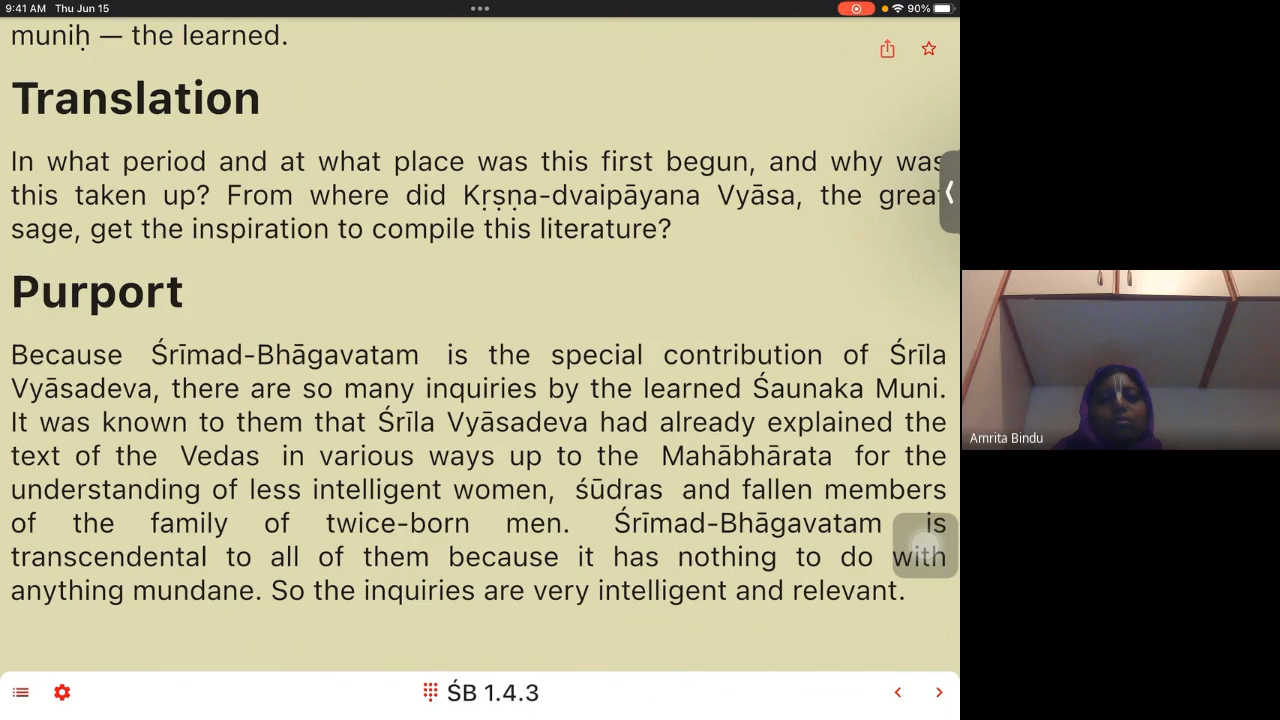 9:41 AM Thu Jun 15
90%
muniḥ — the learned.
Translation
In what period and at what place was this first begun, and why was
this taken up? From where did Kṛṣṇa-dvaipāyana Vyāsa, the great
sage, get the inspiration to compile this literature?
Purport
Because Śrīmad-Bhāgavatam is the special contribution of Śrīla
Vyāsadeva, there are so many inquiries by the learned Śaunaka Muni.
It was known to them that Śrīla Vyāsadeva had already explained the
text of the Vedas in various ways up to the Mahābhārata for the
understanding of less intelligent women, śūdras and fallen members
of the family of twice-born men. Śrīmad-Bhāgavatam is
transcendental to all of them because it has nothing to do with
anything mundane. So the inquiries are very intelligent and relevant.
ŚB 1.4.3
Amrita Bindu